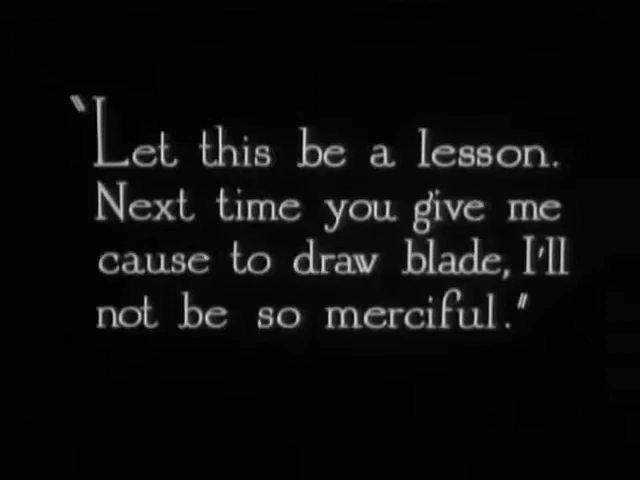 "Let this be a lesson.
Next time you give me
cause to draw blade, I'll
not be so merciful."